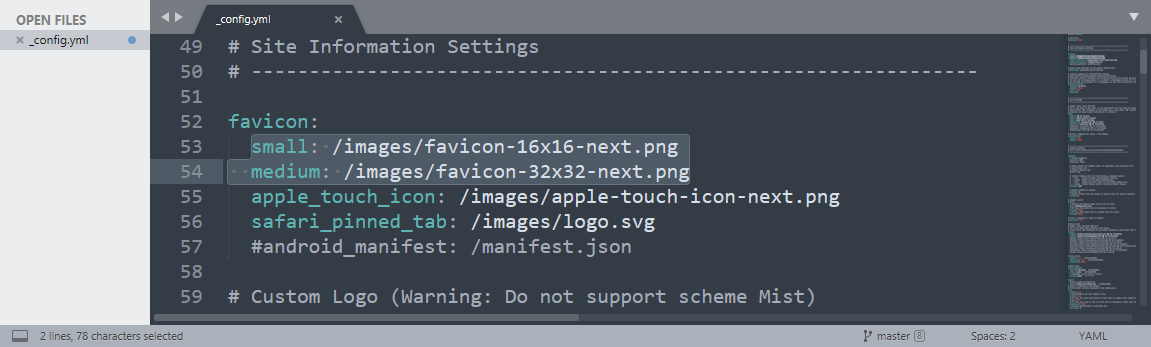 OPEN FILES
_config.yml
_config.yml
49 # Site Information Settings
50 # ---------------------------------------------------------------
51
52 favicon:
53 small: /images/favicon-16x16-next.png
54 medium: /images/favicon-32x32-next.png
55 apple_touch_icon: /images/apple-touch-icon-next.png
56 safari_pinned_tab: /images/logo.svg
57 #android_manifest: /manifest.json
58
59 # Custom Logo (Warning: Do not support scheme Mist)
2 lines, 78 characters selected
master 8
Spaces: 2
YAML